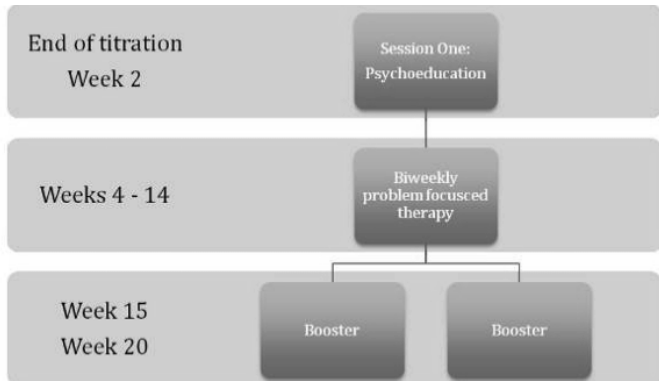 End of titration
Week 2
Session One:
Psychoeducation
Weeks 4 - 14
Biweekly
problem focusced
therapy
Week 15
Week 20
Booster
Booster